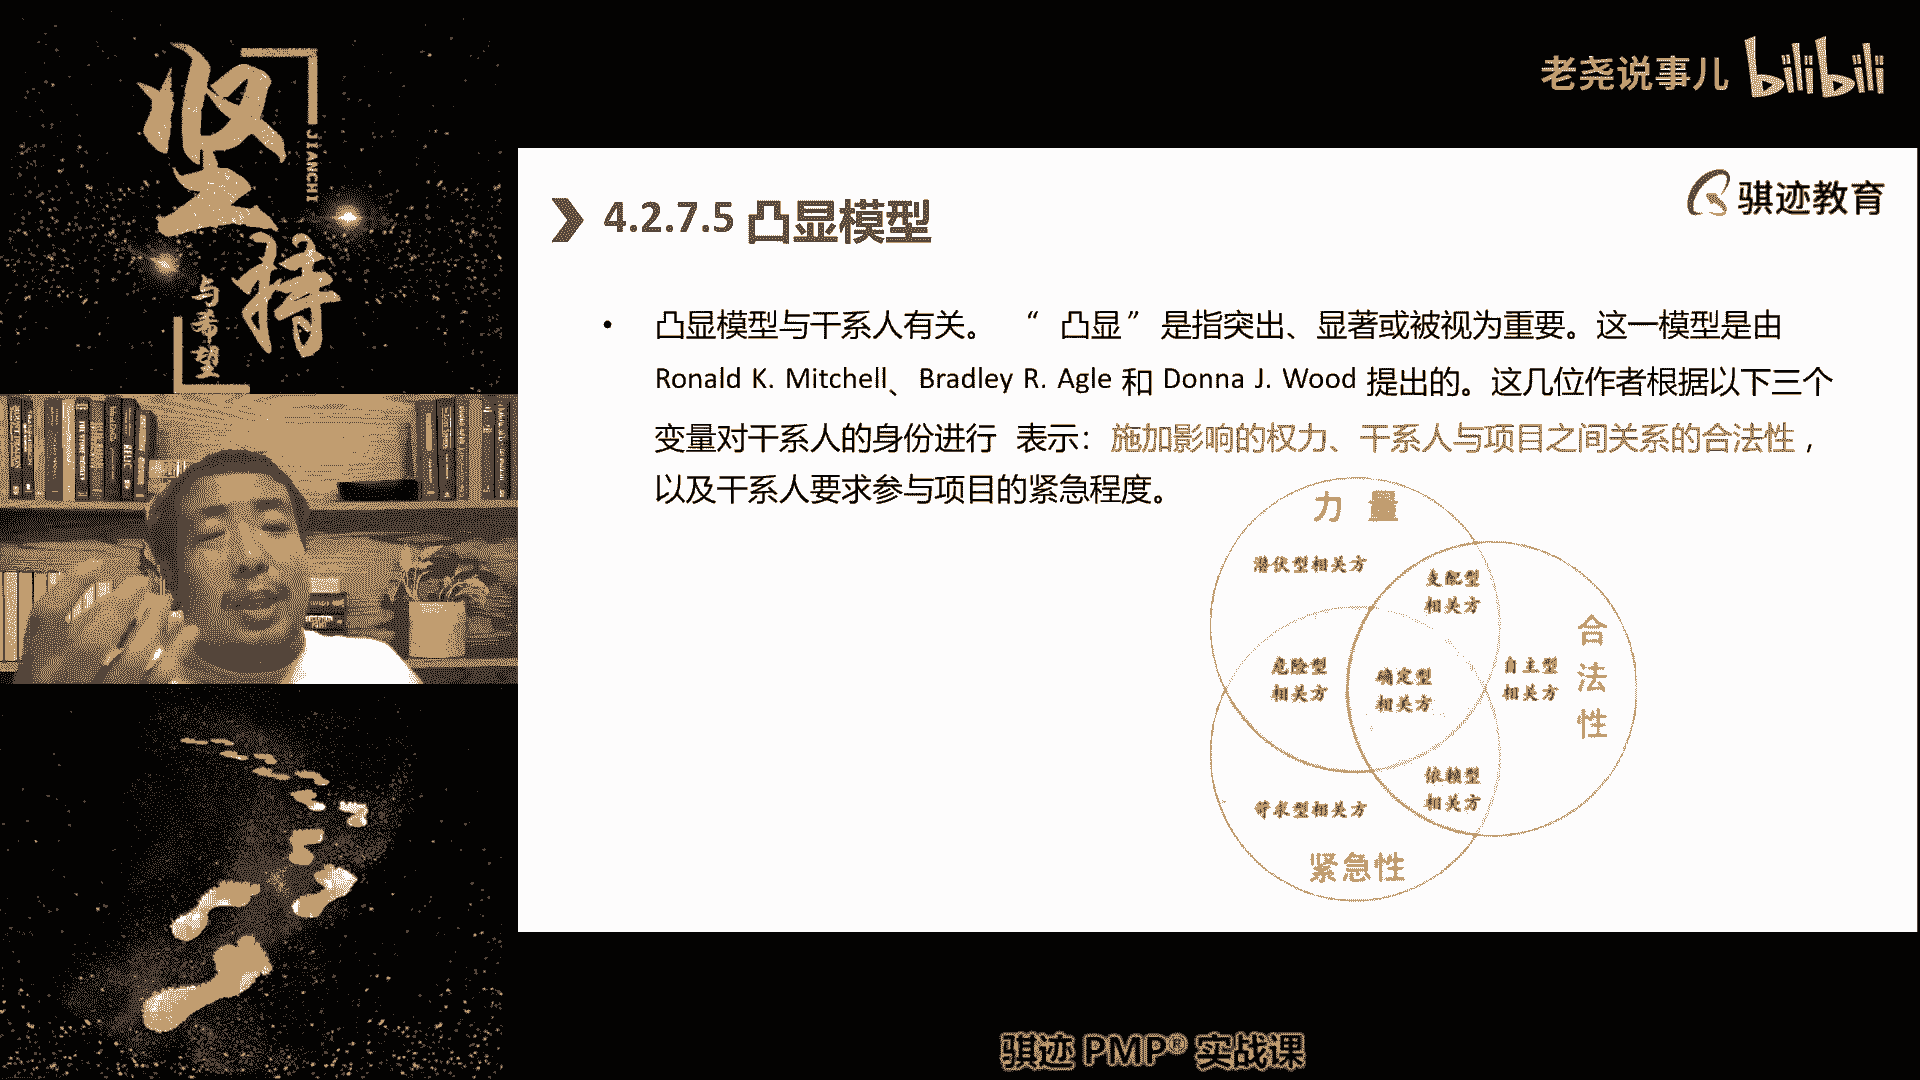 坚持
JIANCHI
与希望
老尧说事儿 bilibili
骐迹教育
4.2.7.5 凸显模型
• 凸显模型与干系人有关。 “ 凸显” 是指突出、显著或被视为重要。这一模型是由
Ronald K. Mitchell、Bradley R. Agle 和 Donna J. Wood 提出的。这几位作者根据以下三个
变量对干系人的身份进行 表示：施加影响的权力、干系人与项目之间关系的合法性，
以及干系人要求参与项目的紧急程度。
力 量
潜伏型相关方
支配型
相关方
合
法
性
危险型
相关方
确定型
相关方
自主型
相关方
依赖型
相关方
苛求型相关方
紧急性
骐迹 PMP® 实战课